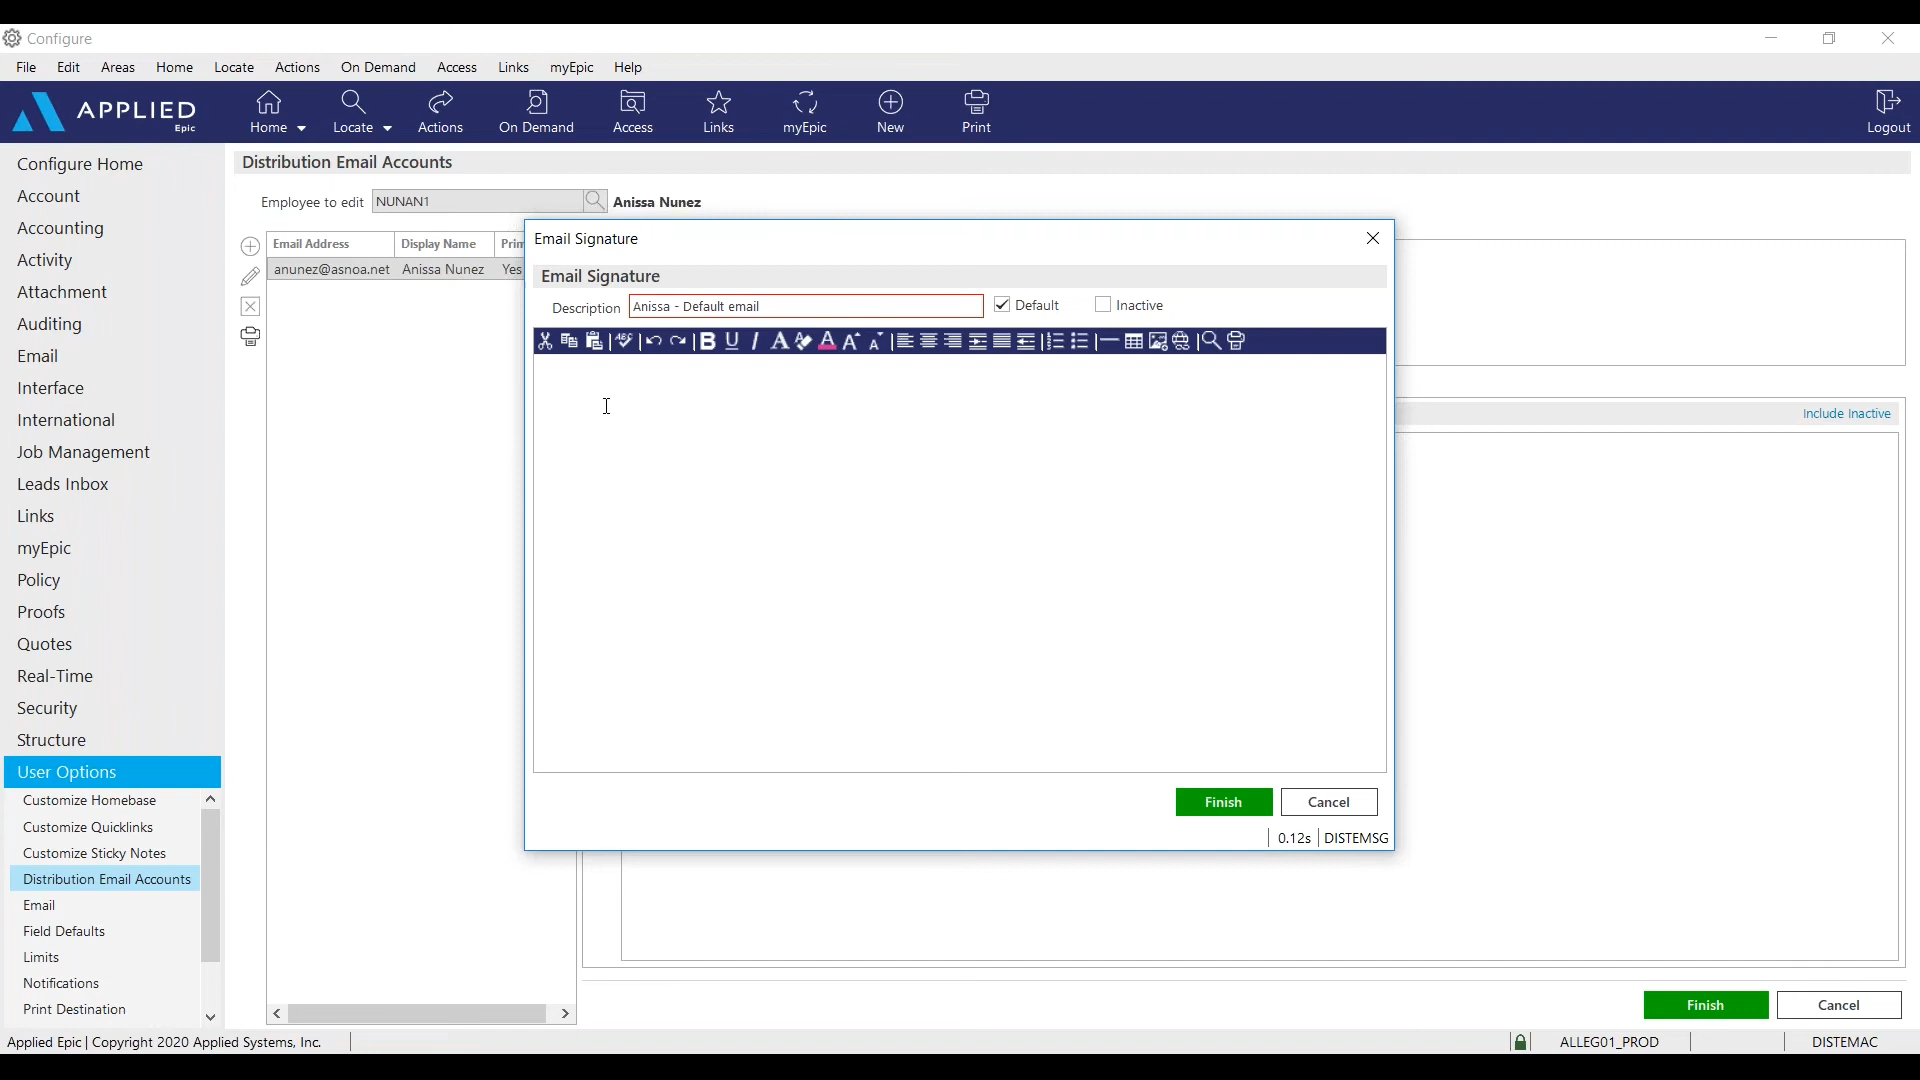 Configure
File Edit Areas Home Locate Actions On Demand Access Links myEpic Help
APPLIED
Epic
Home Locate Actions On Demand Access Links myEpic New Print Logout
Configure Home
Account
Accounting
Activity
Attachment
Auditing
Email
Interface
International
Job Management
Leads Inbox
Links
myEpic
Policy
Proofs
Quotes
Real-Time
Security
Structure
User Options
Customize Homebase
Customize Quicklinks
Customize Sticky Notes
Distribution Email Accounts
Email
Field Defaults
Limits
Notifications
Print Destination
Distribution Email Accounts
Employee to edit NUNAN1 Anissa Nunez
Email Address Display Name Prim
anunez@asnoa.net Anissa Nunez Yes
Email Signature
Email Signature
Description Anissa - Default email Default Inactive
Finish Cancel
0.12s DISTEMSG
Include Inactive
Finish Cancel
Applied Epic | Copyright 2020 Applied Systems, Inc. ALLEG01_PROD DISTEMAC